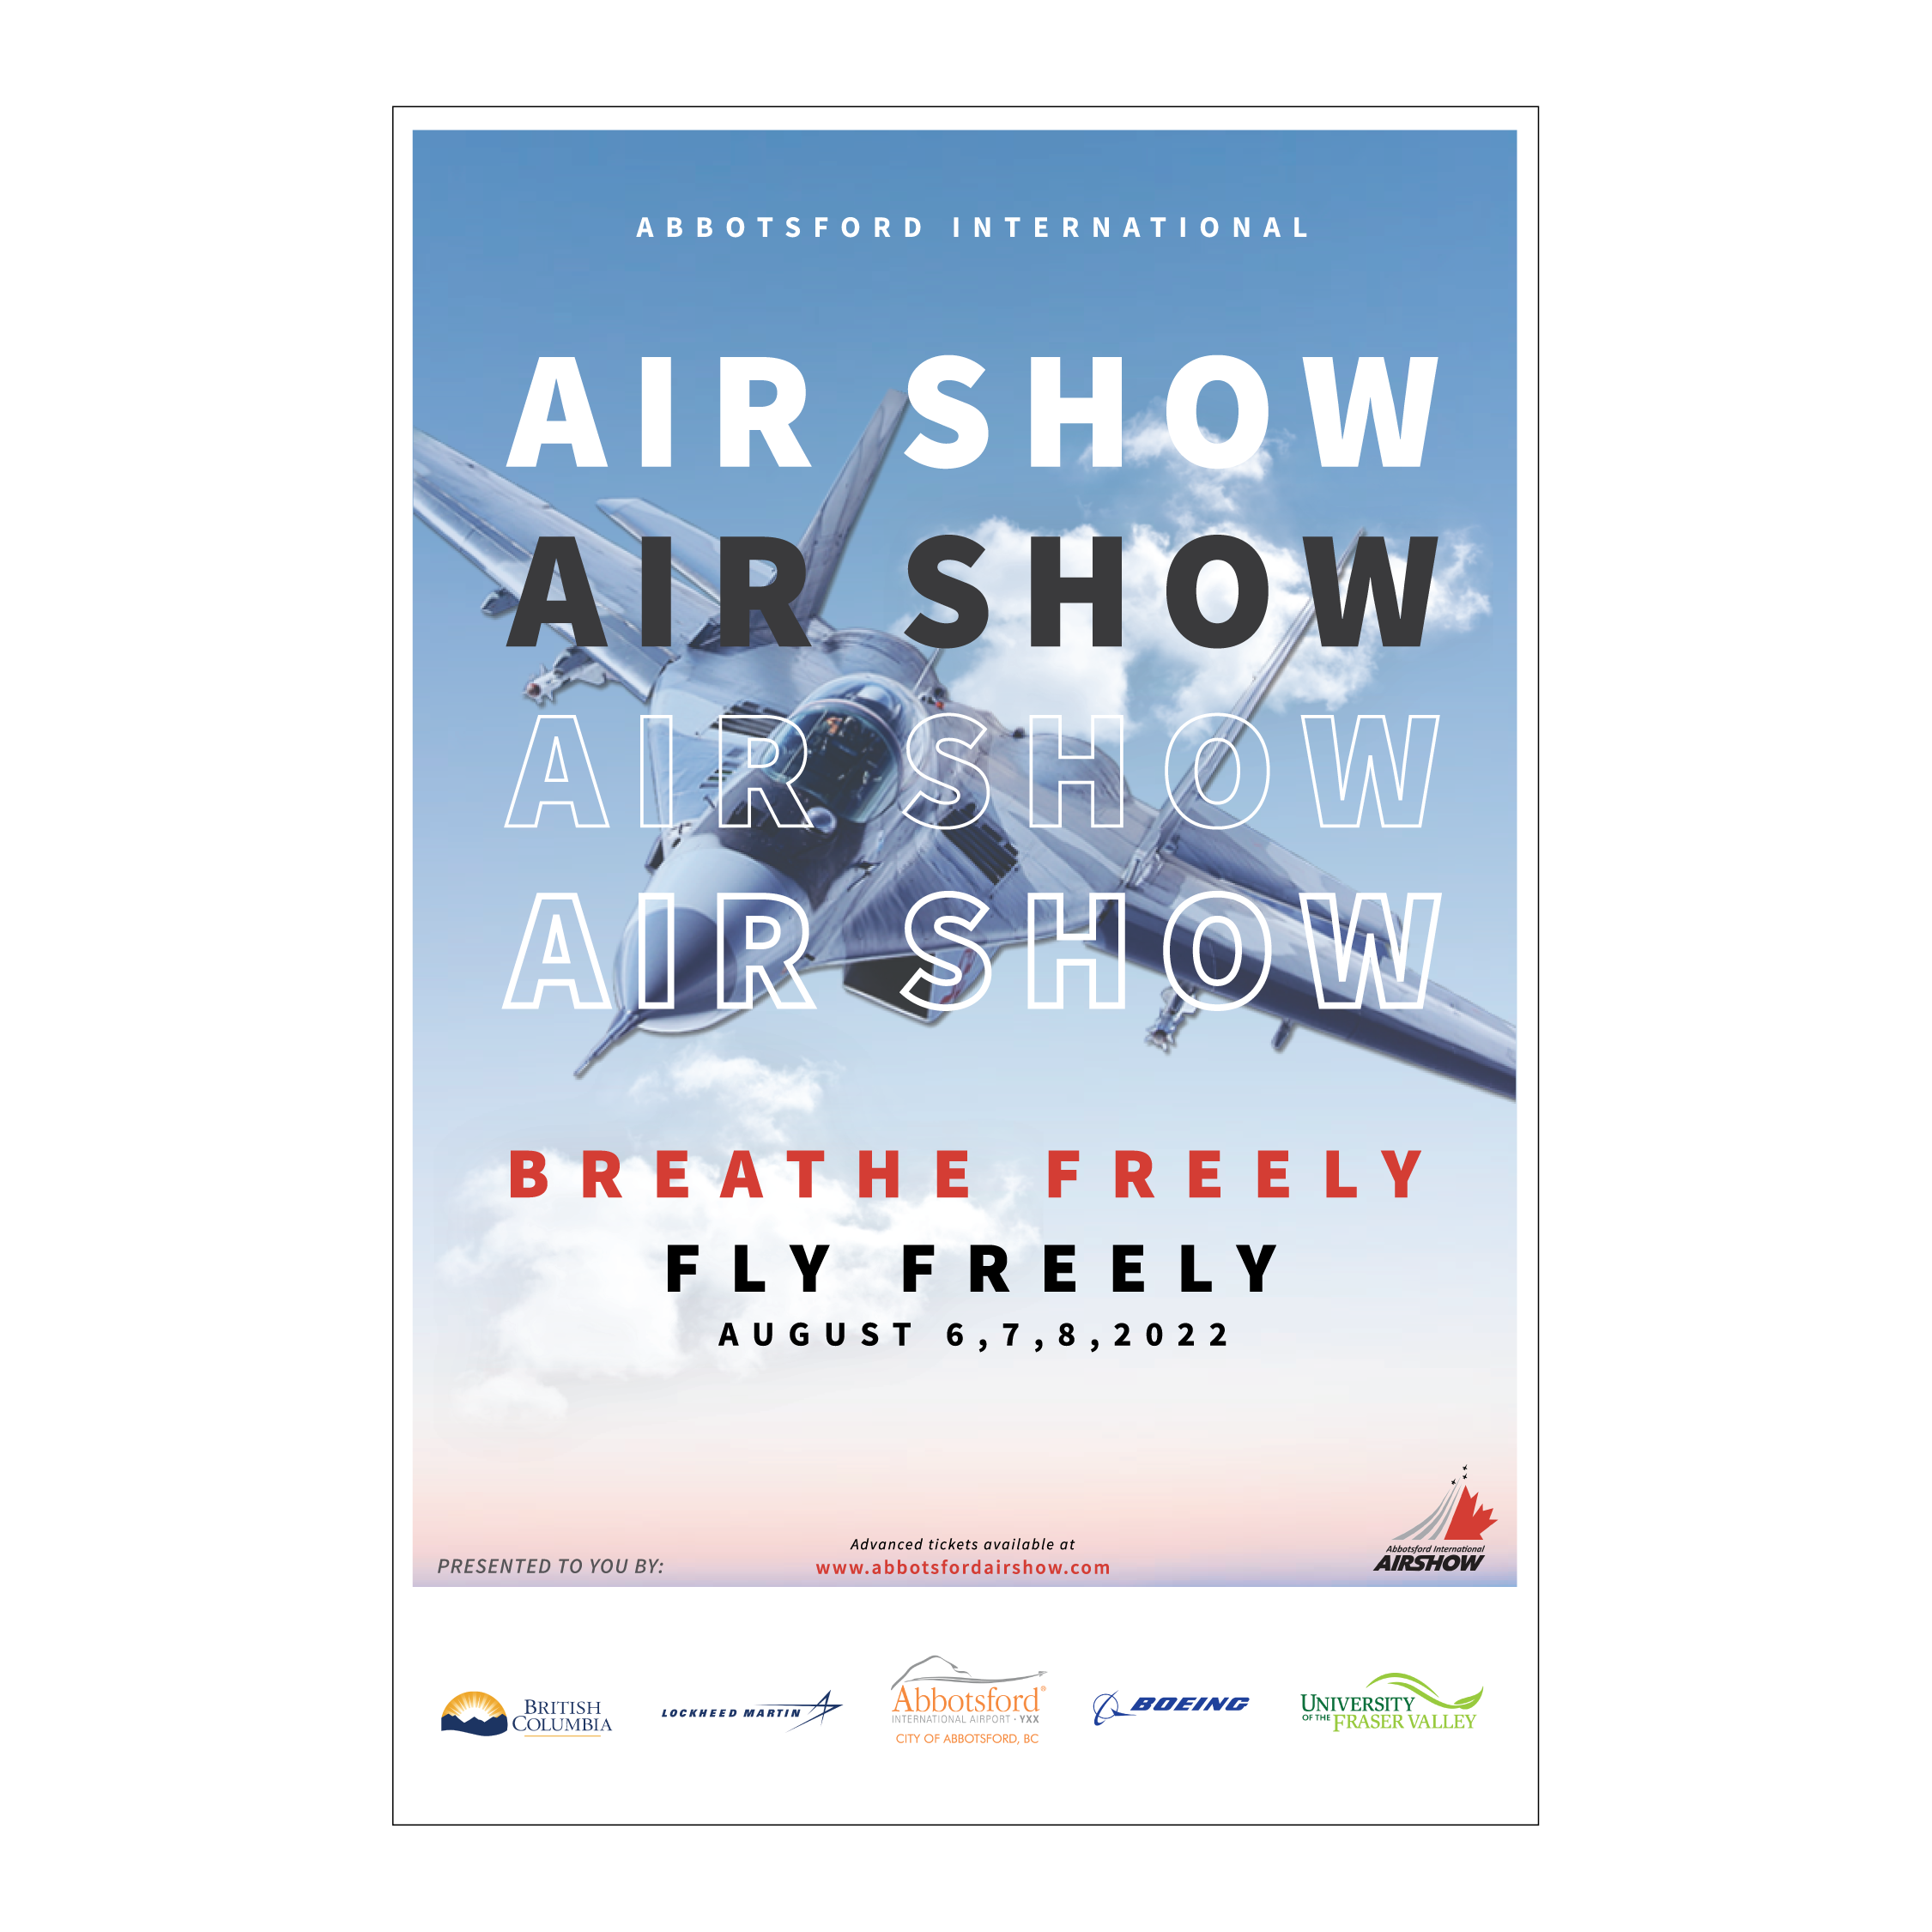 ABBOTSFORD INTERNATIONAL
AIR SHOW
AIR SHOW
AIR SHOW
AIR SHOW
BREATHE FREELY
FLY FREELY
AUGUST 6,7,8,2022
Advanced tickets available at
www.abbotsfordairshow.com
PRESENTED TO YOU BY:
Abbotsford International
AIRSHOW
BRITISH
COLUMBIA
LOCKHEED MARTIN
Abbotsford®
INTERNATIONAL AIRPORT · YXX
CITY OF ABBOTSFORD, BC
BOEING
UNIVERSITY
OF THE FRASER VALLEY